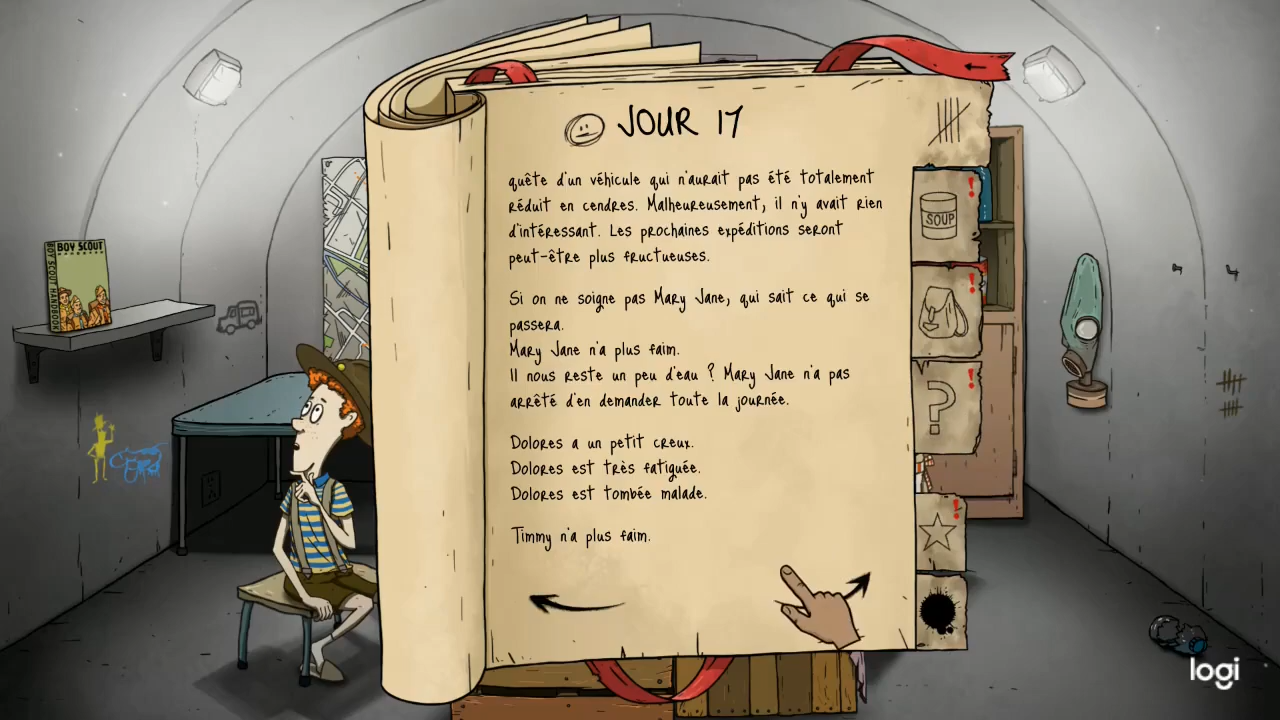 JOUR 17
quête d'un véhicule qui n'aurait pas été totalement
réduit en cendres. Malheureusement, il n'y avait rien
d'intéressant. Les prochaines expéditions seront
peut-être plus fructueuses.
Si on ne soigne pas Mary Jane, qui sait ce qui se
passera.
Mary Jane n'a plus faim.
Il nous reste un peu d'eau ? Mary Jane n'a pas
arrêté d'en demander toute la journée.
Dolores a un petit creux.
Dolores est très fatiguée.
Dolores est tombée malade.
Timmy n'a plus faim.
SOUP
!
!
?
!
!
BOY SCOUT
BOY SCOUT HANDBOOK
logi